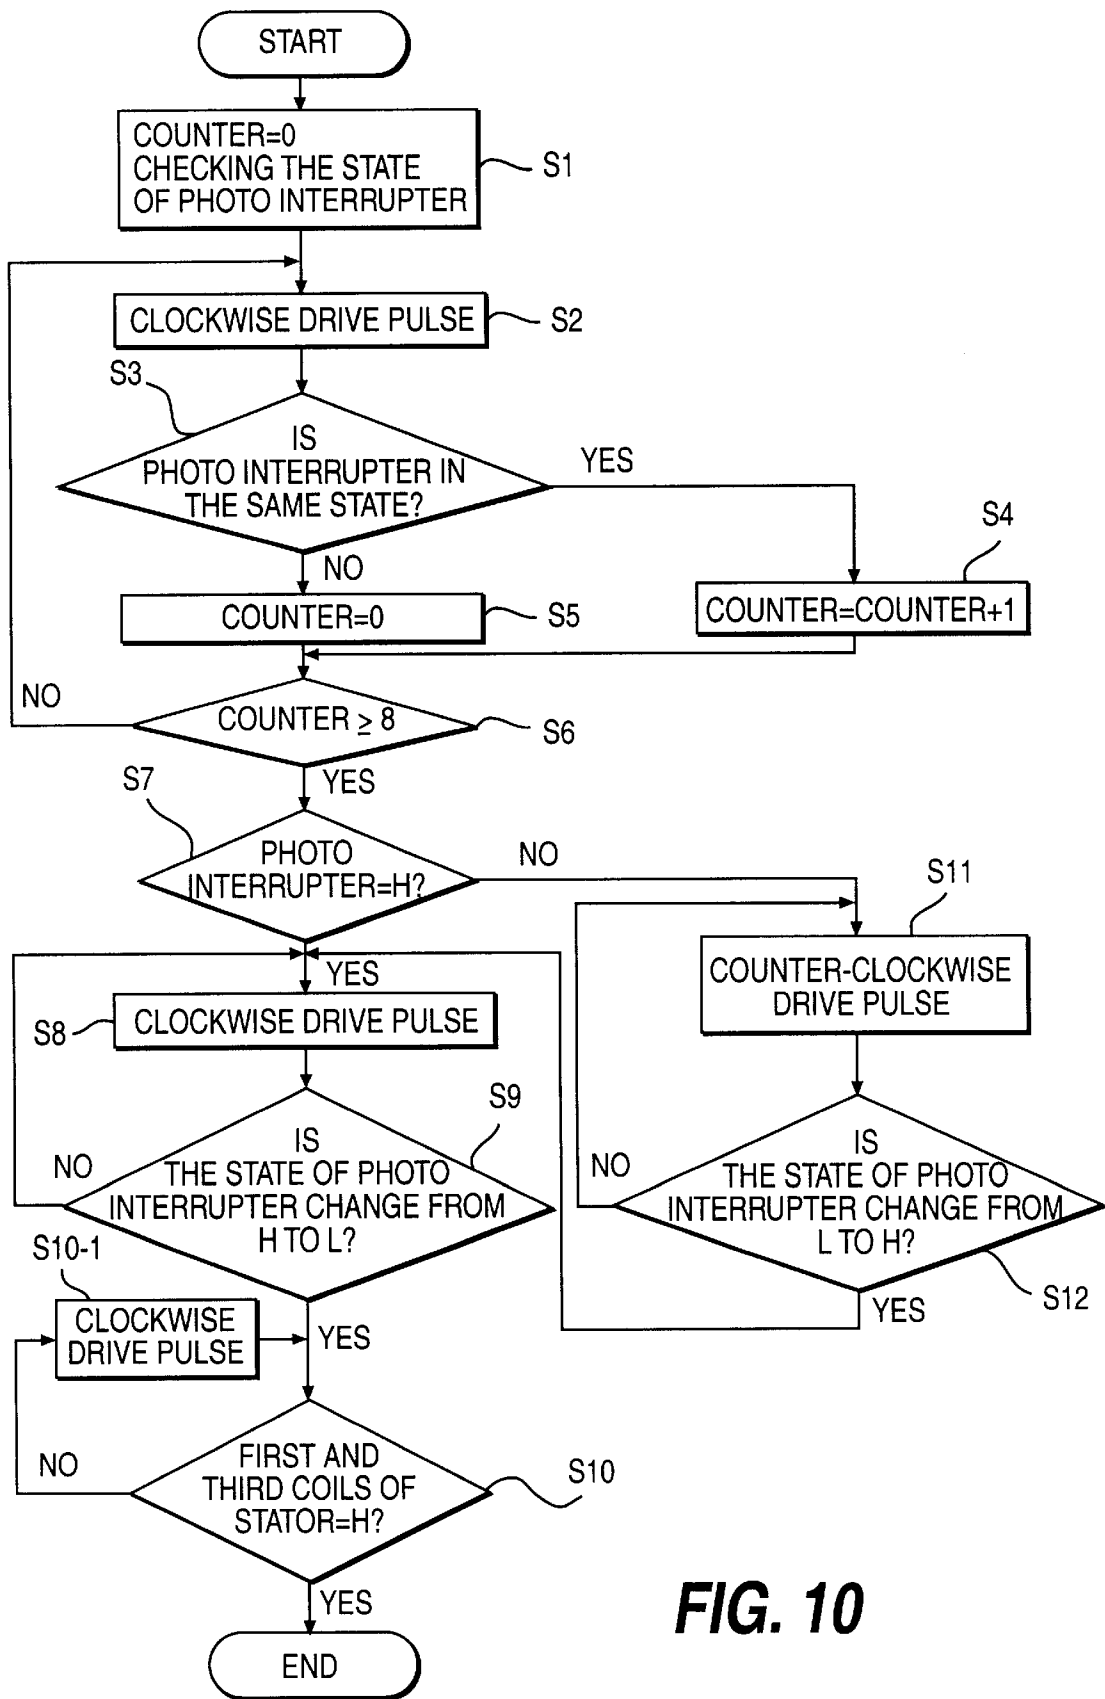 START
COUNTER=0
CHECKING THE STATE
OF PHOTO INTERRUPTER
S1
CLOCKWISE DRIVE PULSE
S2
S3
IS
PHOTO INTERRUPTER IN
THE SAME STATE?
YES
NO
S4
COUNTER=COUNTER+1
COUNTER=0
S5
NO
COUNTER ≥ 8
S6
YES
S7
PHOTO
INTERRUPTER=H?
NO
YES
S11
COUNTER-CLOCKWISE
DRIVE PULSE
S8
CLOCKWISE DRIVE PULSE
S9
IS
THE STATE OF PHOTO
INTERRUPTER CHANGE FROM
H TO L?
NO
YES
IS
THE STATE OF PHOTO
INTERRUPTER CHANGE FROM
L TO H?
NO
S12
YES
S10-1
CLOCKWISE
DRIVE PULSE
FIRST AND
THIRD COILS OF
STATOR=H?
NO
S10
YES
END
FIG. 10